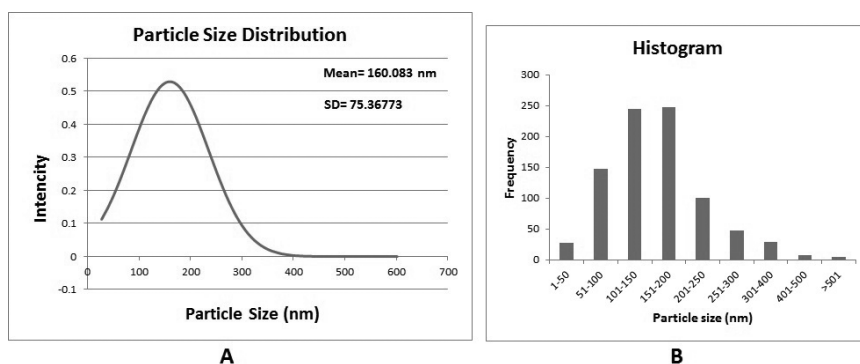 Particle Size Distribution
Mean= 160.083 nm
SD= 75.36773
Intencity
0.6
0.5
0.4
0.3
0.2
0.1
0
-0.1
0 100 200 300 400 500 600 700
Particle Size (nm)
A
Histogram
Frequency
300
250
200
150
100
50
0
1-50 51-100 101-150 151-200 201-250 251-300 301-400 401-500 >501
Particle size (nm)
B